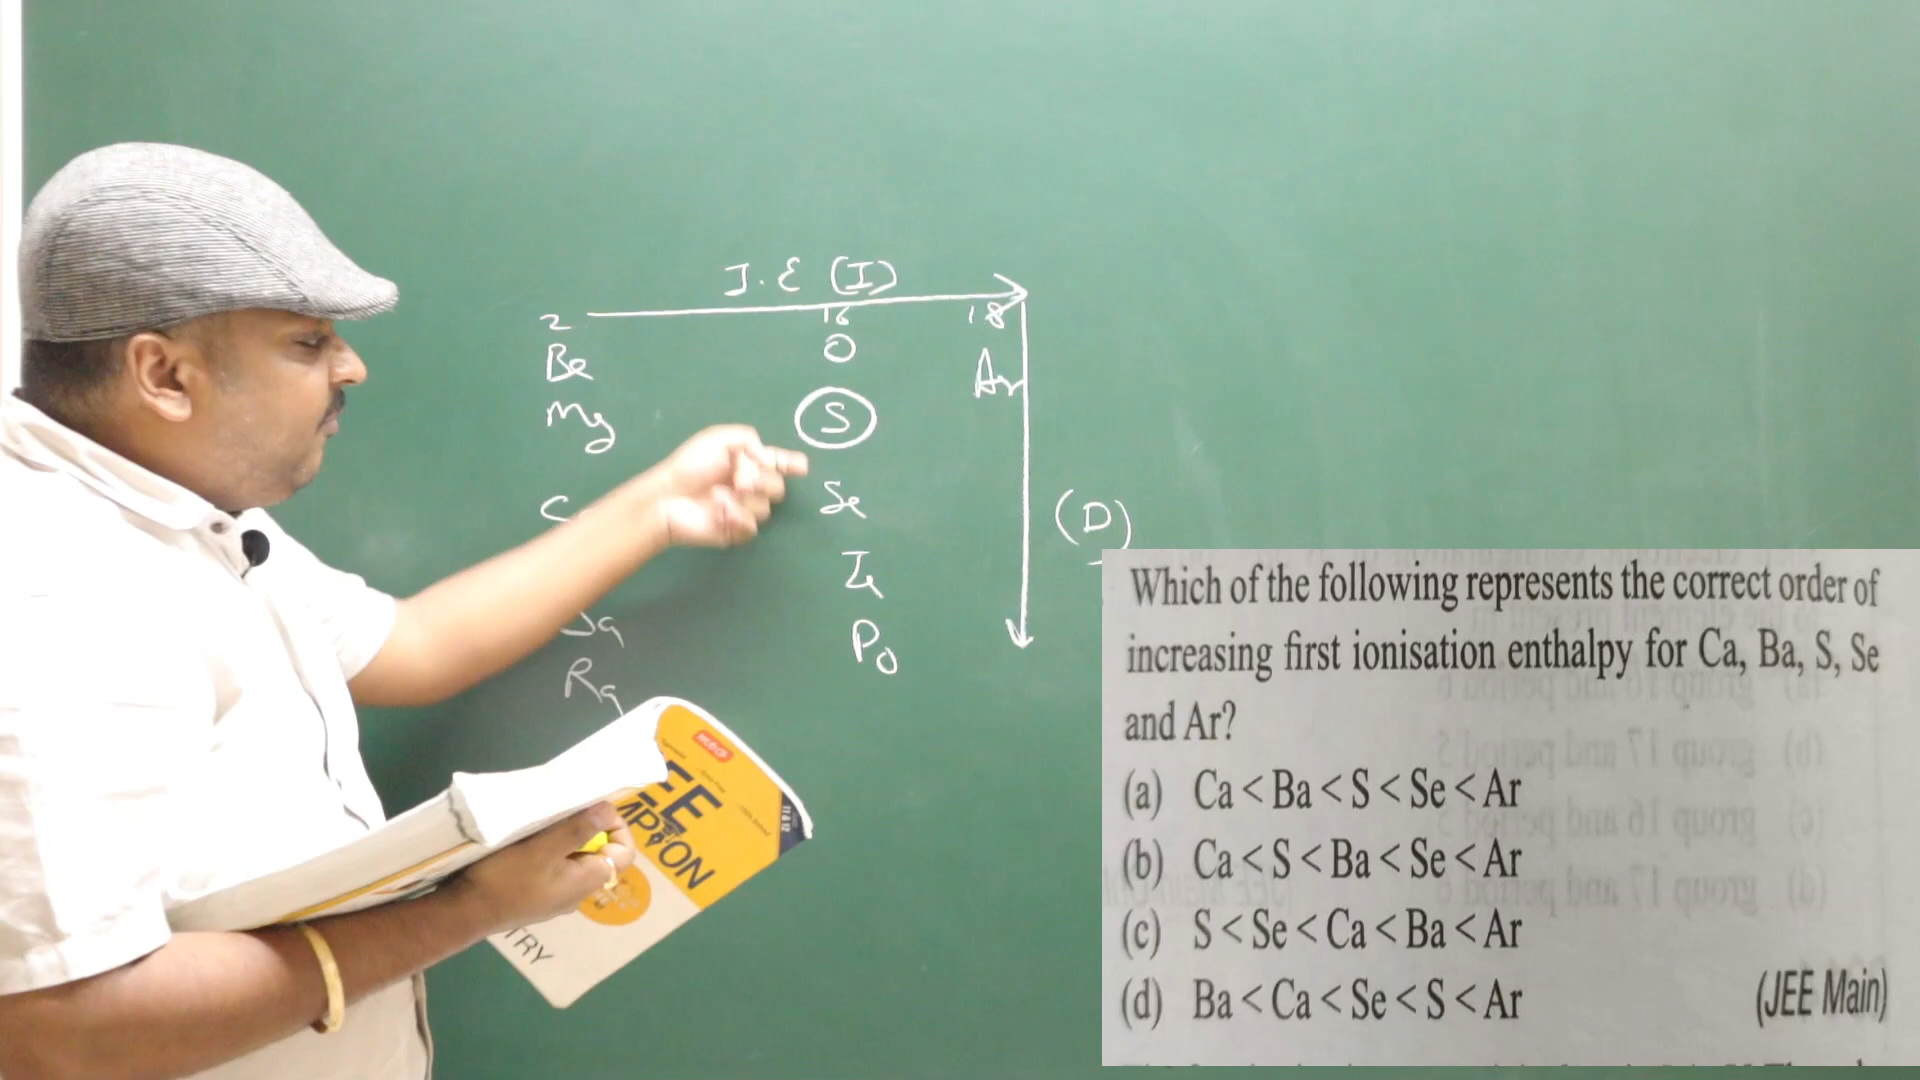 I.E (I)
2 16 18
Be O Ar
Mg S
Se
(D)
Po
Ra
TRY
Which of the following represents the correct order of
increasing first ionisation enthalpy for Ca, Ba, S, Se
and Ar?
(a) Ca < Ba < S < Se < Ar
(b) Ca < S < Ba < Se < Ar
(c) S < Se < Ca < Ba < Ar
(d) Ba < Ca < Se < S < Ar
(JEE Main)